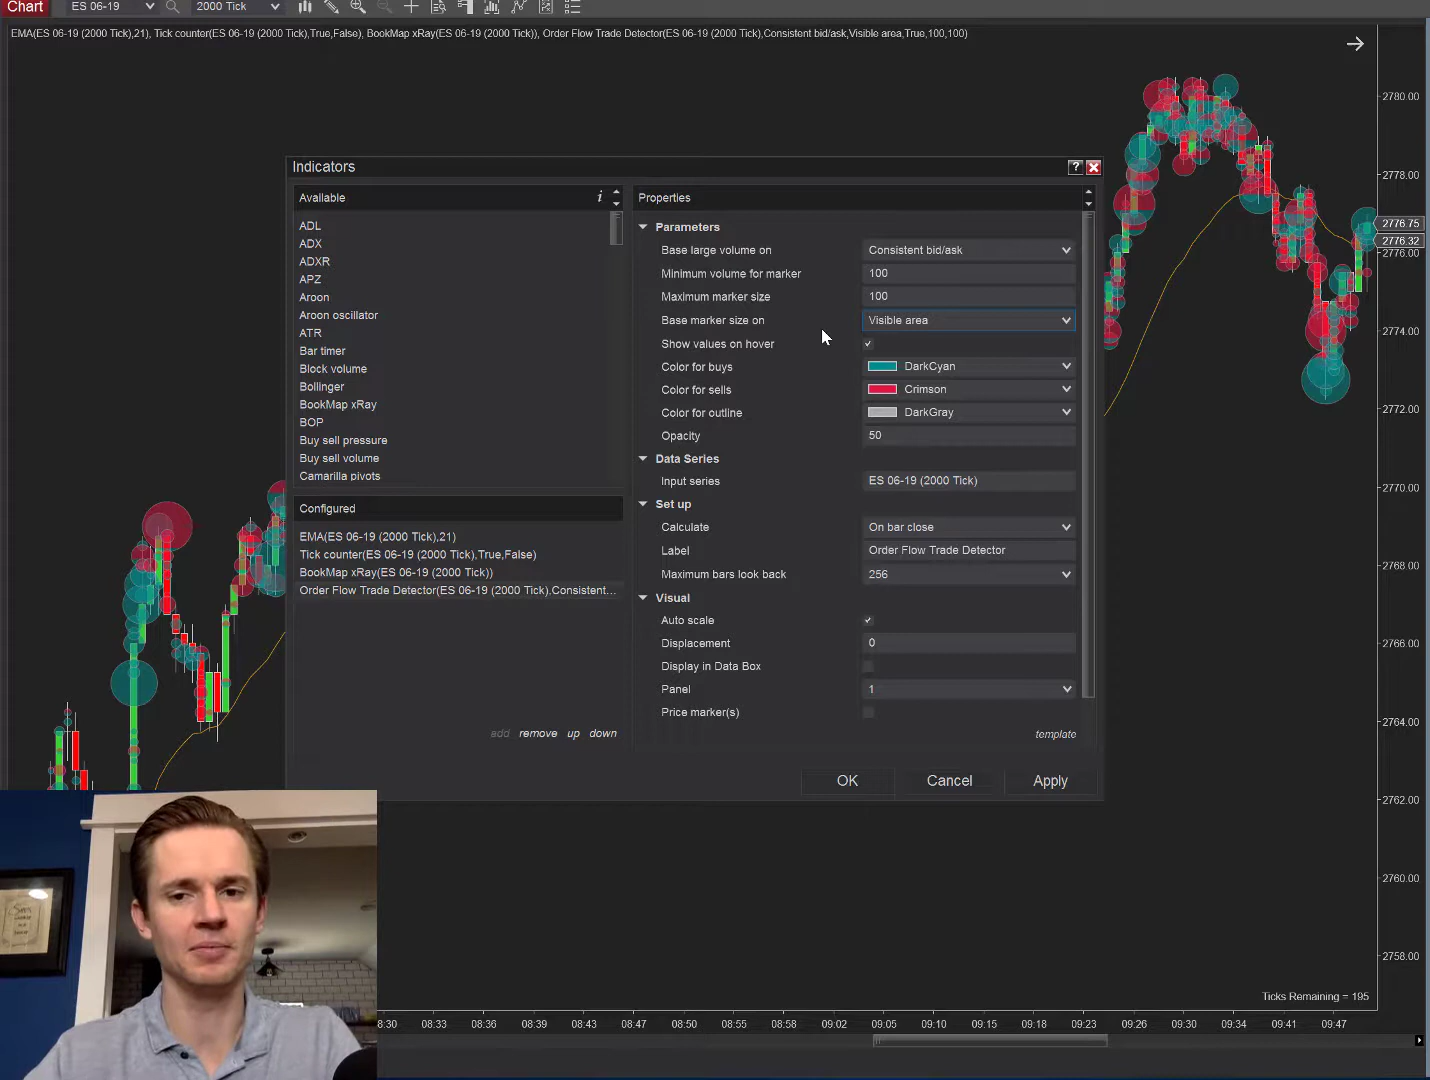 Chart ES 06-19 2000 Tick
EMA(ES 06-19 (2000 Tick),21), Tick counter(ES 06-19 (2000 Tick),True,False), BookMap xRay(ES 06-19 (2000 Tick)), Order Flow Trade Detector(ES 06-19 (2000 Tick),Consistent bid/ask,Visible area,True,100,100)
Indicators
?
Available i
ADL
ADX
ADXR
APZ
Aroon
Aroon oscillator
ATR
Bar timer
Block volume
Bollinger
BookMap xRay
BOP
Buy sell pressure
Buy sell volume
Camarilla pivots
Configured
EMA(ES 06-19 (2000 Tick),21)
Tick counter(ES 06-19 (2000 Tick),True,False)
BookMap xRay(ES 06-19 (2000 Tick))
Order Flow Trade Detector(ES 06-19 (2000 Tick),Consistent...
add remove up down
Properties
Parameters
Base large volume on Consistent bid/ask
Minimum volume for marker 100
Maximum marker size 100
Base marker size on Visible area
Show values on hover
Color for buys DarkCyan
Color for sells Crimson
Color for outline DarkGray
Opacity 50
Data Series
Input series ES 06-19 (2000 Tick)
Set up
Calculate On bar close
Label Order Flow Trade Detector
Maximum bars look back 256
Visual
Auto scale
Displacement 0
Display in Data Box
Panel 1
Price marker(s)
template
OK Cancel Apply
2780.00
2778.00
2776.75
2776.32
2776.00
2774.00
2772.00
2770.00
2768.00
2766.00
2764.00
2762.00
2760.00
2758.00
Ticks Remaining = 195
8:30 08:33 08:36 08:39 08:43 08:47 08:50 08:55 08:58 09:02 09:05 09:10 09:15 09:18 09:23 09:26 09:30 09:34 09:41 09:47